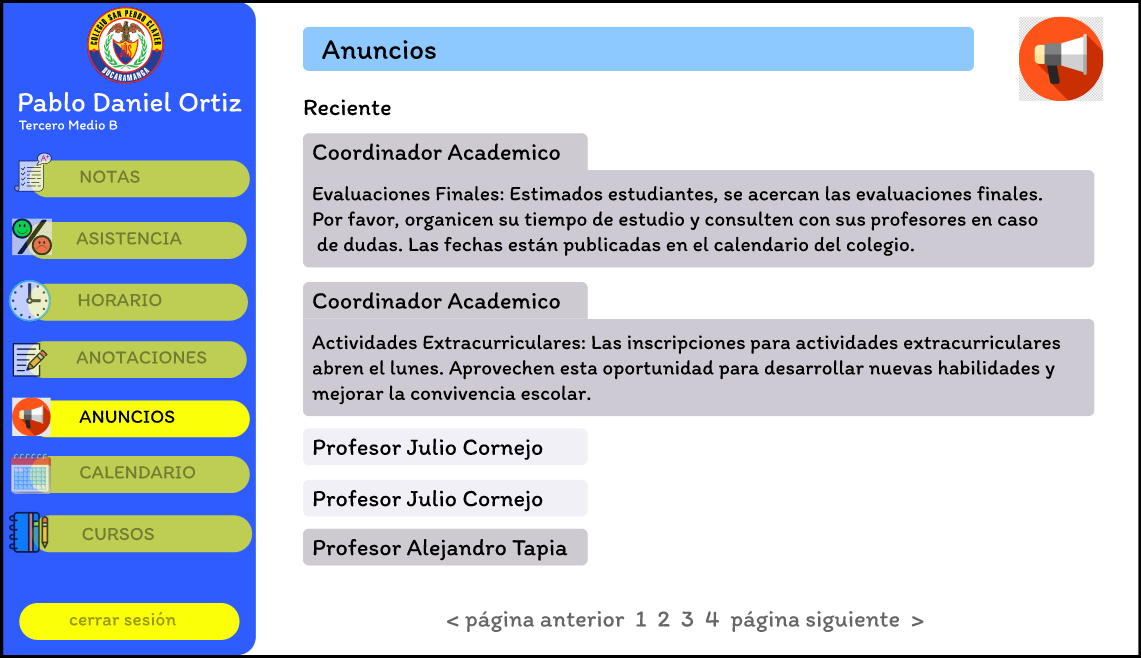 COLEGIO SAN PEDRO CLAVER
BUCARAMANGA
Pablo Daniel Ortiz
Tercero Medio B
A+
NOTAS
ASISTENCIA
HORARIO
ANOTACIONES
ANUNCIOS
CALENDARIO
CURSOS
cerrar sesión
Anuncios
Reciente
Coordinador Academico
Evaluaciones Finales: Estimados estudiantes, se acercan las evaluaciones finales.
Por favor, organicen su tiempo de estudio y consulten con sus profesores en caso
de dudas. Las fechas están publicadas en el calendario del colegio.
Coordinador Academico
Actividades Extracurriculares: Las inscripciones para actividades extracurriculares
abren el lunes. Aprovechen esta oportunidad para desarrollar nuevas habilidades y
mejorar la convivencia escolar.
Profesor Julio Cornejo
Profesor Julio Cornejo
Profesor Alejandro Tapia
< página anterior 1 2 3 4 página siguiente >